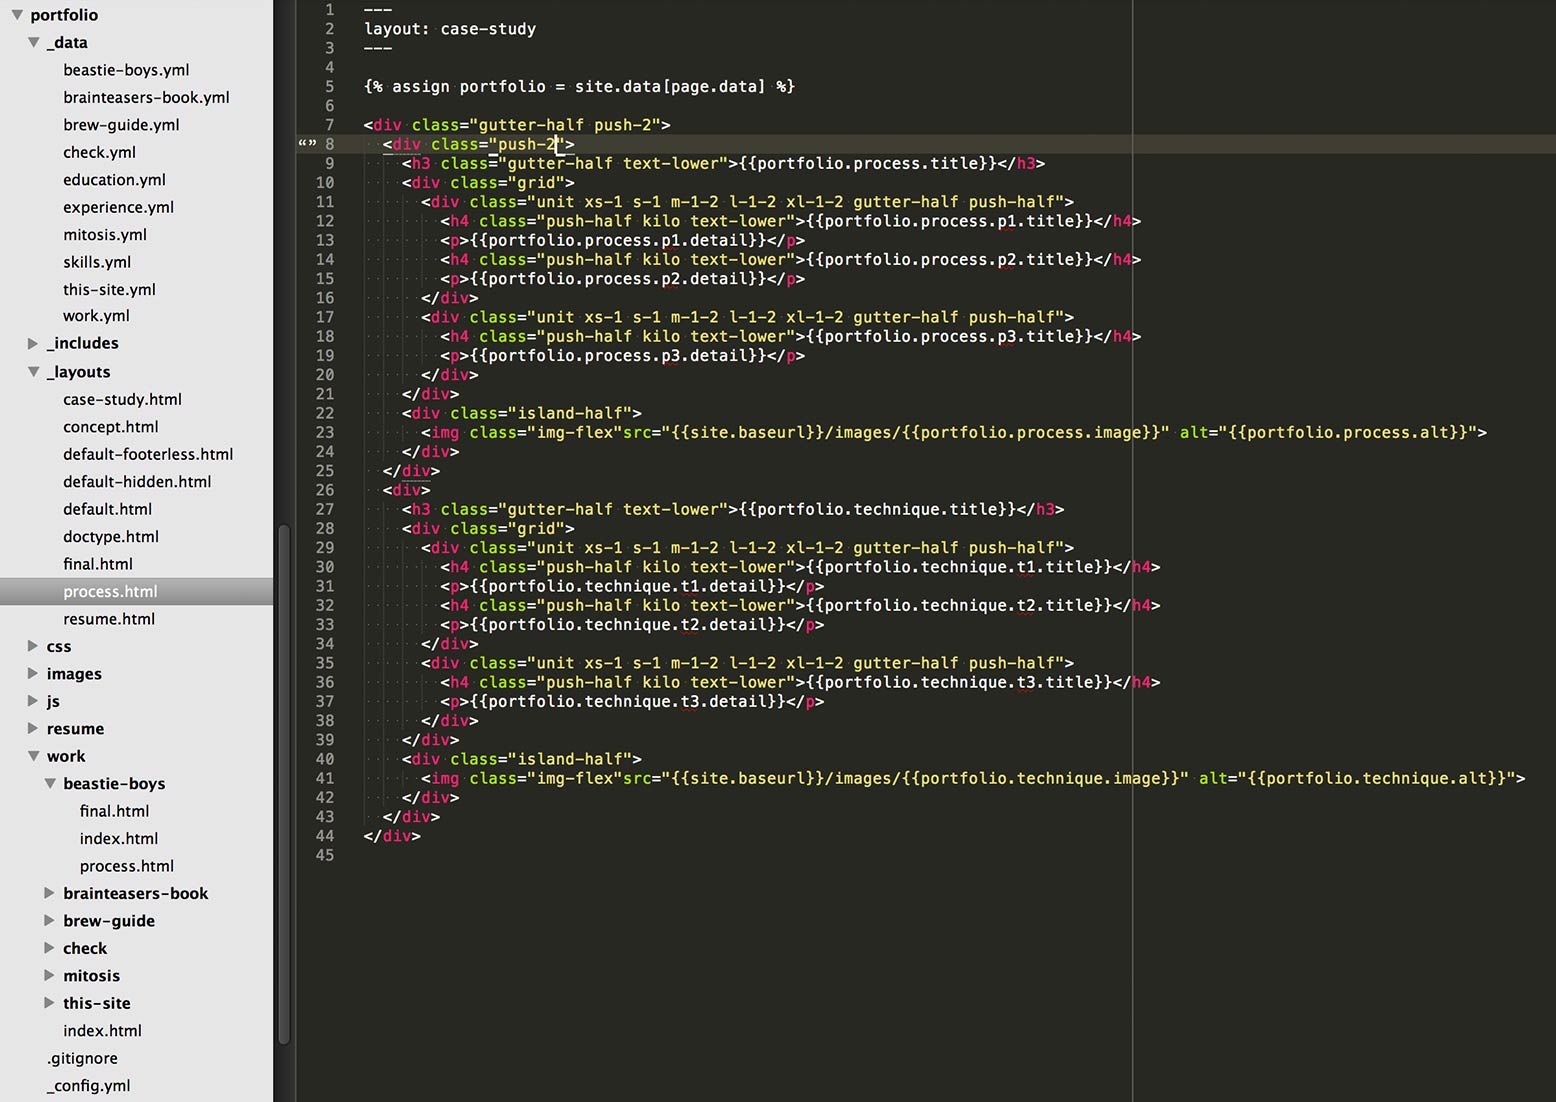 portfolio
_data
beastie-boys.yml
brainteasers-book.yml
brew-guide.yml
check.yml
education.yml
experience.yml
mitosis.yml
skills.yml
this-site.yml
work.yml
_includes
_layouts
case-study.html
concept.html
default-footerless.html
default-hidden.html
default.html
doctype.html
final.html
process.html
resume.html
css
images
js
resume
work
beastie-boys
final.html
index.html
process.html
brainteasers-book
brew-guide
check
mitosis
this-site
index.html
.gitignore
_config.yml
1 ---
2 layout: case-study
3 ---
4
5 {% assign portfolio = site.data[page.data] %}
6
7 <div class="gutter-half push-2">
“” 8 <div class="push-2">
9 <h3 class="gutter-half text-lower">{{portfolio.process.title}}</h3>
10 <div class="grid">
11 <div class="unit xs-1 s-1 m-1-2 l-1-2 xl-1-2 gutter-half push-half">
12 <h4 class="push-half kilo text-lower">{{portfolio.process.p1.title}}</h4>
13 <p>{{portfolio.process.p1.detail}}</p>
14 <h4 class="push-half kilo text-lower">{{portfolio.process.p2.title}}</h4>
15 <p>{{portfolio.process.p2.detail}}</p>
16 </div>
17 <div class="unit xs-1 s-1 m-1-2 l-1-2 xl-1-2 gutter-half push-half">
18 <h4 class="push-half kilo text-lower">{{portfolio.process.p3.title}}</h4>
19 <p>{{portfolio.process.p3.detail}}</p>
20 </div>
21 </div>
22 <div class="island-half">
23 <img class="img-flex"src="{{site.baseurl}}/images/{{portfolio.process.image}}" alt="{{portfolio.process.alt}}">
24 </div>
25 </div>
26 <div>
27 <h3 class="gutter-half text-lower">{{portfolio.technique.title}}</h3>
28 <div class="grid">
29 <div class="unit xs-1 s-1 m-1-2 l-1-2 xl-1-2 gutter-half push-half">
30 <h4 class="push-half kilo text-lower">{{portfolio.technique.t1.title}}</h4>
31 <p>{{portfolio.technique.t1.detail}}</p>
32 <h4 class="push-half kilo text-lower">{{portfolio.technique.t2.title}}</h4>
33 <p>{{portfolio.technique.t2.detail}}</p>
34 </div>
35 <div class="unit xs-1 s-1 m-1-2 l-1-2 xl-1-2 gutter-half push-half">
36 <h4 class="push-half kilo text-lower">{{portfolio.technique.t3.title}}</h4>
37 <p>{{portfolio.technique.t3.detail}}</p>
38 </div>
39 </div>
40 <div class="island-half">
41 <img class="img-flex"src="{{site.baseurl}}/images/{{portfolio.technique.image}}" alt="{{portfolio.technique.alt}}">
42 </div>
43 </div>
44 </div>
45